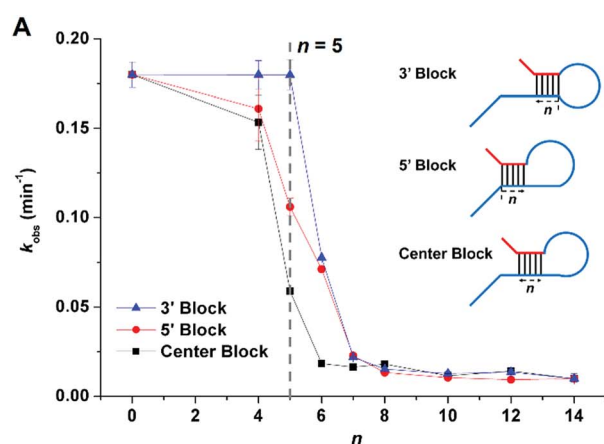 A
n = 5
0.20
0.15
0.10
0.05
0.00
k_obs (min⁻¹)
3' Block
5' Block
Center Block
0 2 4 6 8 10 12 14
n
3' Block
n
5' Block
n
Center Block
n